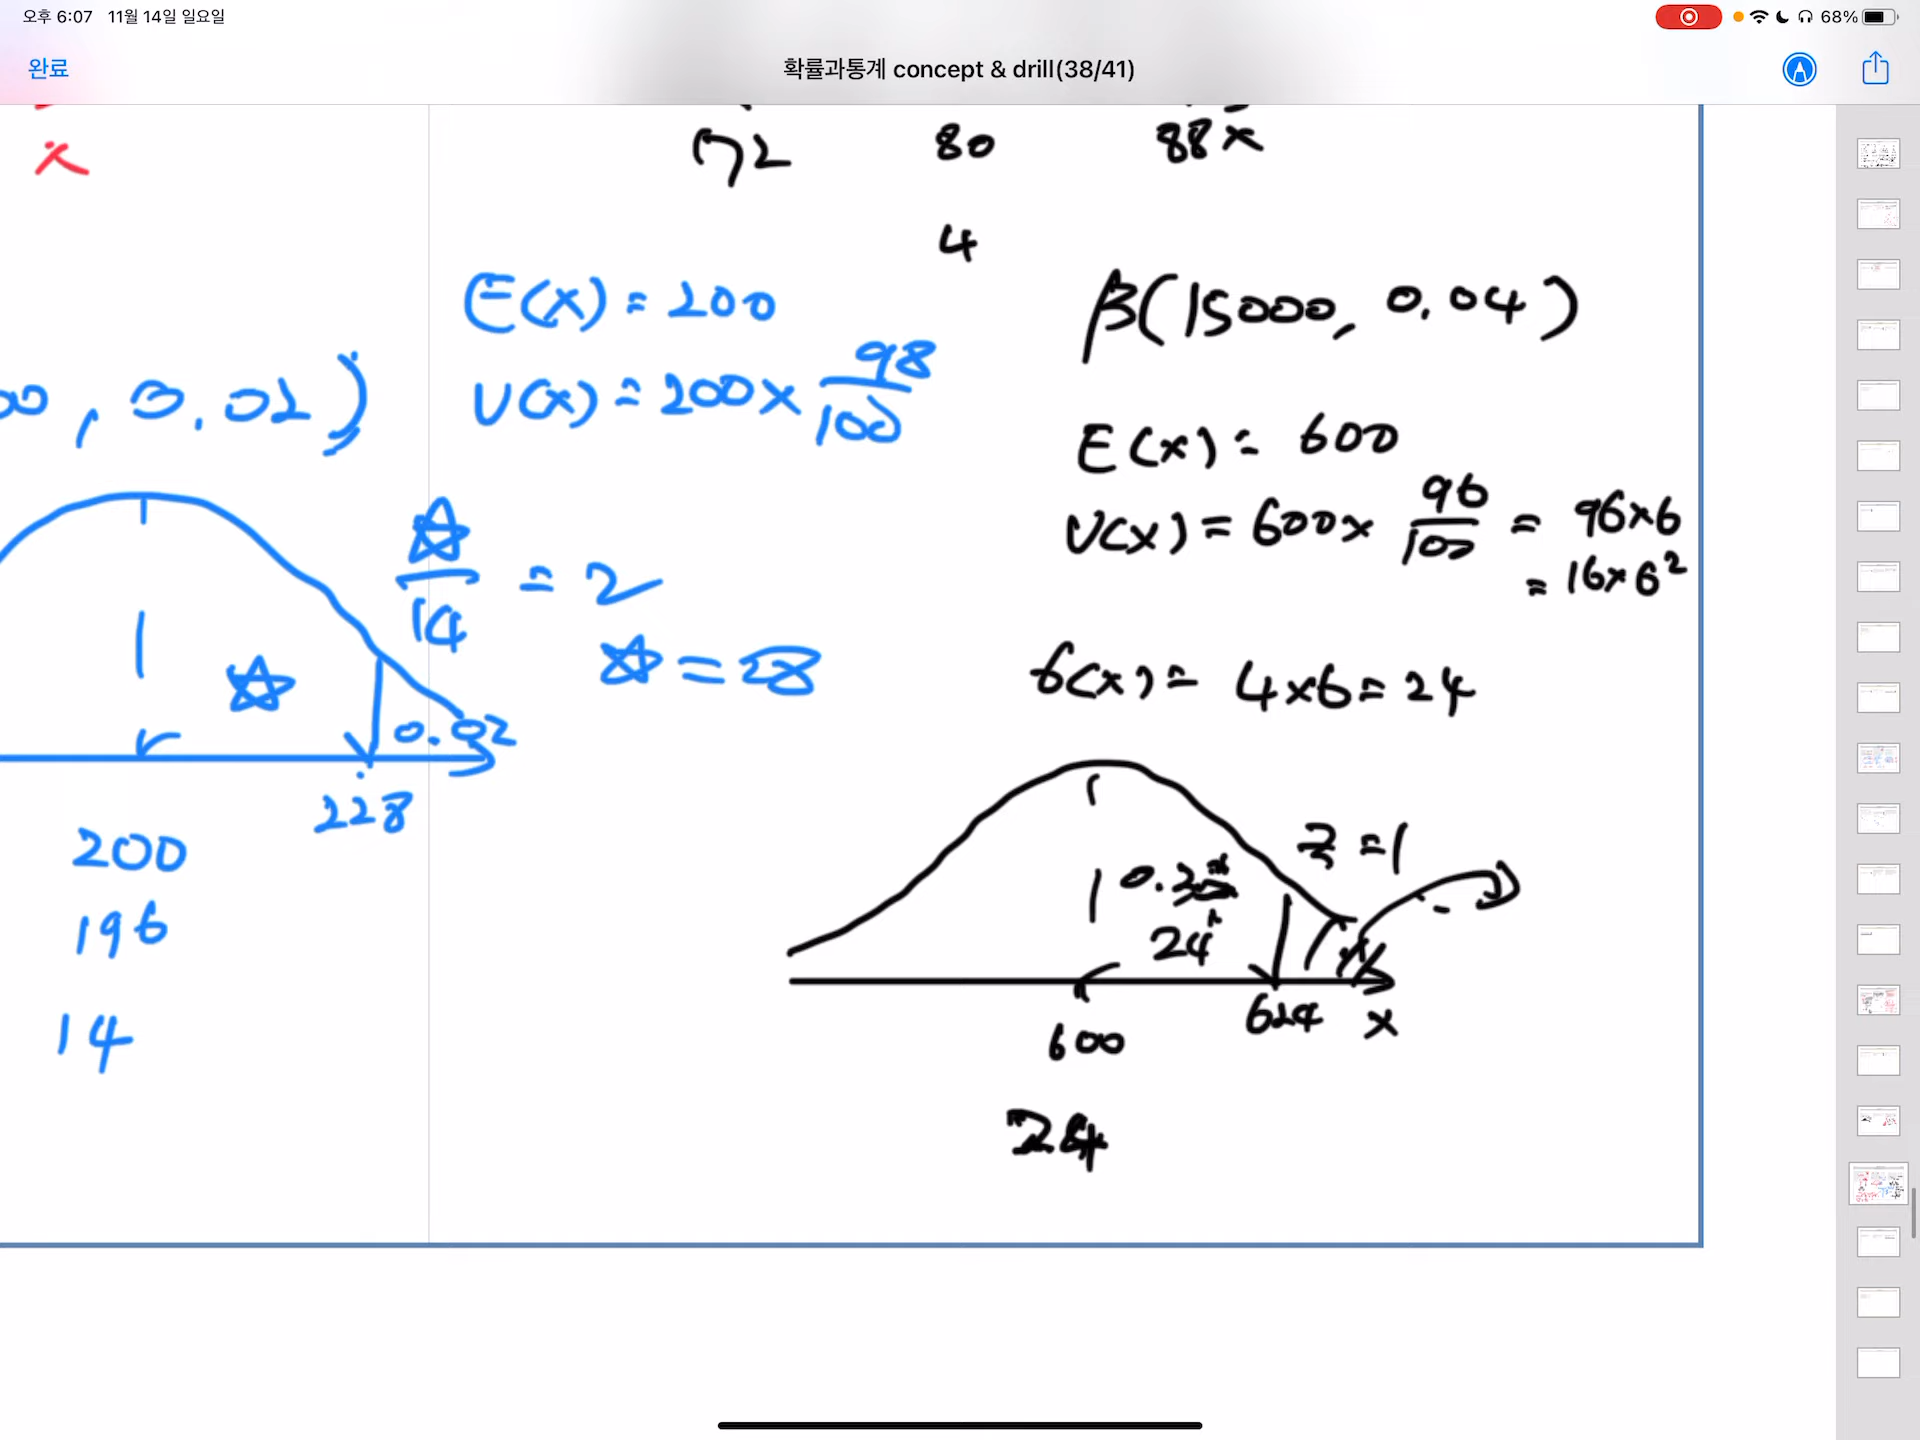 오후 6:07 11월 14일 일요일
68%
완료
확률과통계 concept & drill(38/41)
x
72 80 88 x
4
E(x) = 200
V(x) = 200 × 98/100
00, 0.02)
☆/14 = 2
☆ = 28
☆
0.02
228
200
196
14
B(15000, 0.04)
E(x) = 600
V(x) = 600 × 96/100 = 96×6
= 16×6²
6(x) = 4×6 = 24
z = 1
24
600 624 x
24